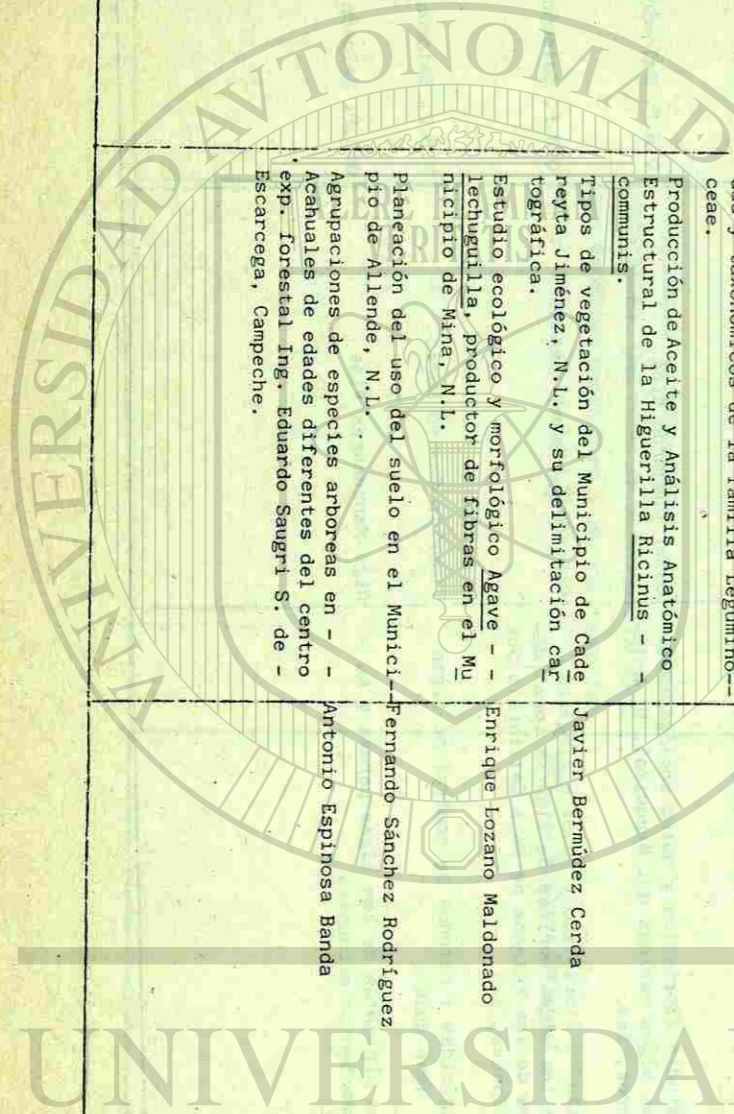 ceae.
Producción de Aceite y Análisis Anatómico
Estructural de la Higuerilla Ricinus - -
communis.
Tipos de vegetación del Municipio de Cade
reyta Jiménez, N.L. y su delimitación car
tográfica.
Javier Bermúdez Cerda
Estudio ecológico y morfológico Agave - -
lechuguilla, productor de fibras en el Mu
nicipio de Mina, N.L.
Enrique Lozano Maldonado
Planeación del uso del suelo en el Munici--
pio de Allende, N.L.
Fernando Sánchez Rodríguez
Agrupaciones de especies arboreas en - -
Acahuales de edades diferentes del centro
exp. forestal Ing. Eduardo Saugri S. de -
Escarcega, Campeche.
Antonio Espinosa Banda
UNIVERSIDAD AVTONOMA D
VERITATIS
UNIVERSIDA